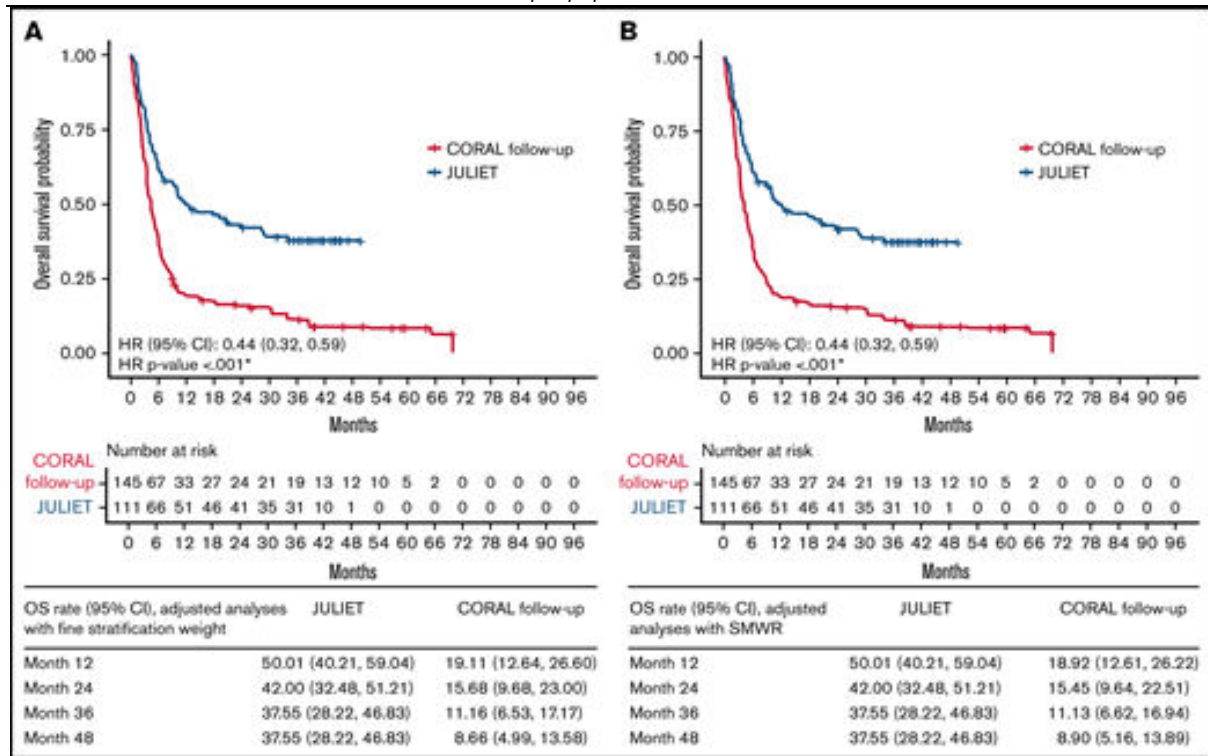 A
1.00
0.75
0.50
0.25
0.00
Overall survival probability
CORAL follow-up
JULIET
HR (95% CI): 0.44 (0.32, 0.59)
HR p-value <.001*
0 6 12 18 24 30 36 42 48 54 60 66 72 78 84 90 96
Months
Number at risk
CORAL
follow-up 145 67 33 27 24 21 19 13 12 10 5 2 0 0 0 0 0
JULIET 111 66 51 46 41 35 31 10 1 0 0 0 0 0 0 0 0
0 6 12 18 24 30 36 42 48 54 60 66 72 78 84 90 96
Months
OS rate (95% CI), adjusted analyses JULIET CORAL follow-up
with fine stratification weight
Month 12 50.01 (40.21, 59.04) 19.11 (12.64, 26.60)
Month 24 42.00 (32.48, 51.21) 15.68 (9.68, 23.00)
Month 36 37.55 (28.22, 46.83) 11.16 (6.53, 17.17)
Month 48 37.55 (28.22, 46.83) 8.66 (4.99, 13.58)
B
1.00
0.75
0.50
0.25
0.00
Overall survival probability
CORAL follow-up
JULIET
HR (95% CI): 0.44 (0.32, 0.59)
HR p-value <.001*
0 6 12 18 24 30 36 42 48 54 60 66 72 78 84 90 96
Months
Number at risk
CORAL
follow-up 145 67 33 27 24 21 19 13 12 10 5 2 0 0 0 0 0
JULIET 111 66 51 46 41 35 31 10 1 0 0 0 0 0 0 0 0
0 6 12 18 24 30 36 42 48 54 60 66 72 78 84 90 96
Months
OS rate (95% CI), adjusted JULIET CORAL follow-up
analyses with SMWR
Month 12 50.01 (40.21, 59.04) 18.92 (12.61, 26.22)
Month 24 42.00 (32.48, 51.21) 15.45 (9.64, 22.51)
Month 36 37.55 (28.22, 46.83) 11.13 (6.62, 16.94)
Month 48 37.55 (28.22, 46.83) 8.90 (5.16, 13.89)